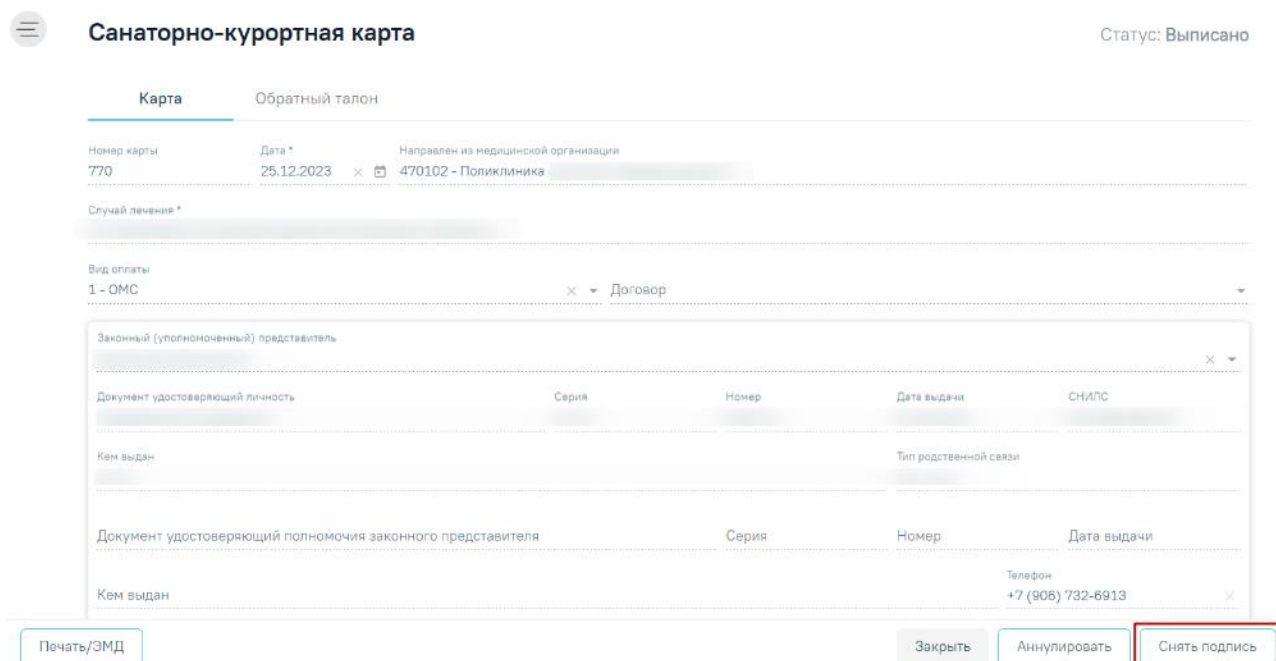 Санаторно-курортная карта
Статус: Выписано
Карта Обратный талон
Номер карты Дата * Направлен из медицинской организации
770 25.12.2023 470102 - Поликлиника
Случай лечения *
Вид оплаты
1 - ОМС Договор
Законный (уполномоченный) представитель
Документ удостоверяющий личность Серия Номер Дата выдачи СНИЛС
Кем выдан Тип родственной связи
Документ удостоверяющий полномочия законного представителя Серия Номер Дата выдачи
Телефон
Кем выдан +7 (906) 732-6913
Печать/ЭМД Закрыть Аннулировать Снять подпись